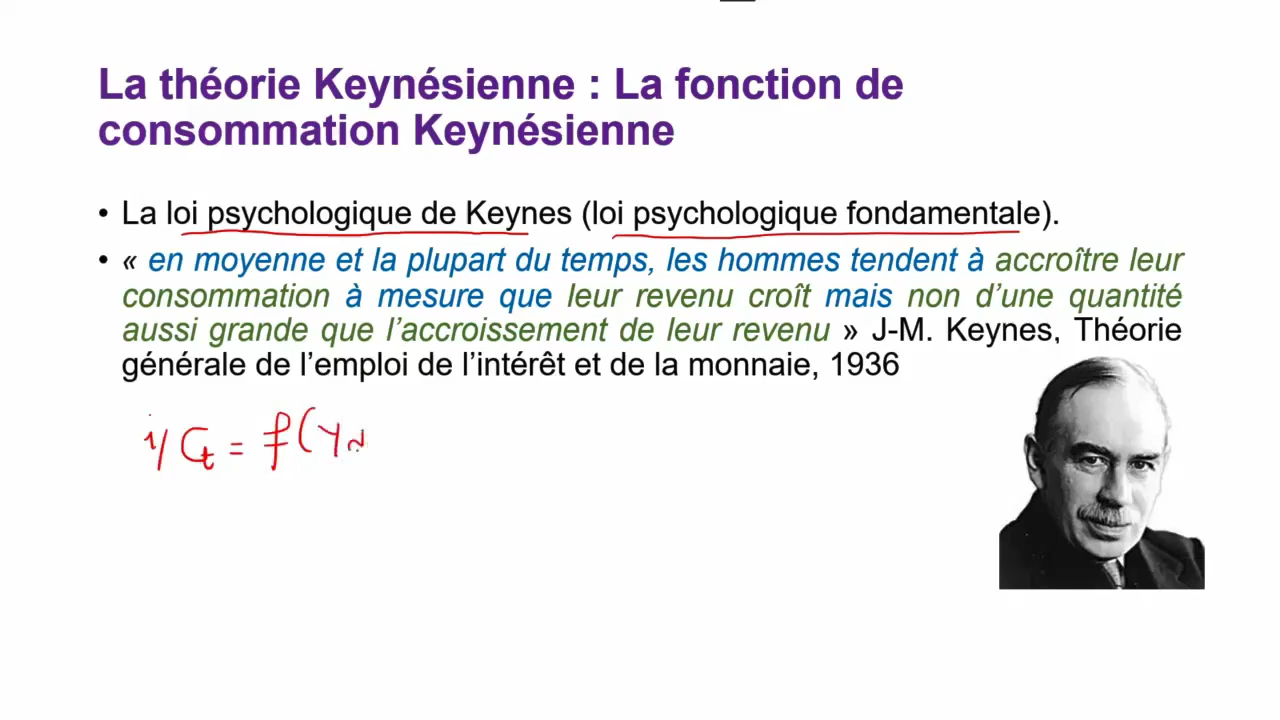 La théorie Keynésienne : La fonction de
consommation Keynésienne
• La loi psychologique de Keynes (loi psychologique fondamentale).
• « en moyenne et la plupart du temps, les hommes tendent à accroître leur
consommation à mesure que leur revenu croît mais non d’une quantité
aussi grande que l’accroissement de leur revenu » J-M. Keynes, Théorie
générale de l’emploi de l’intérêt et de la monnaie, 1936
1/ Ct = f(Y